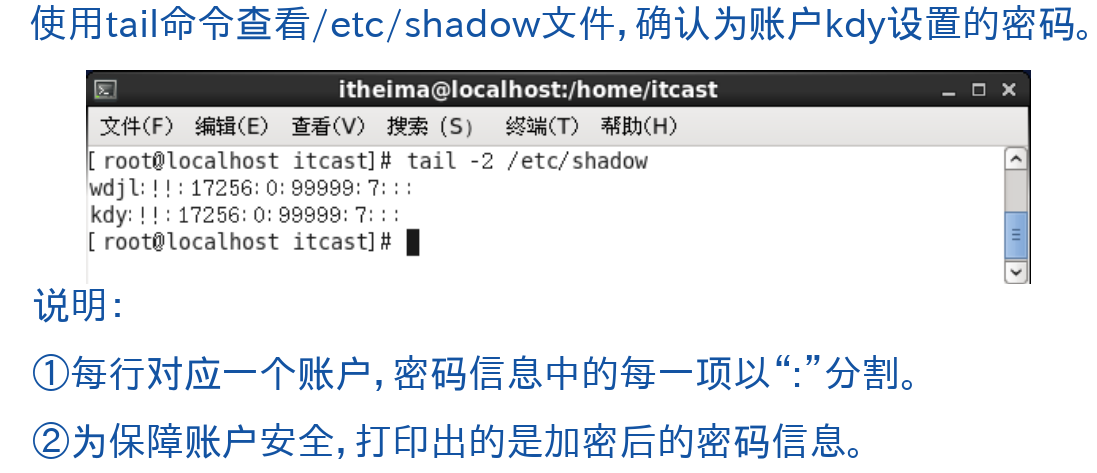 使用tail命令查看/etc/shadow文件,确认为账户kdy设置的密码。
itheima@localhost:/home/itcast
文件(F) 编辑(E) 查看(V) 搜索 (S) 终端(T) 帮助(H)
[root@localhost itcast]# tail -2 /etc/shadow
wdjl:!!:17256:0:99999:7:::
kdy:!!:17256:0:99999:7:::
[root@localhost itcast]#
说明:
①每行对应一个账户,密码信息中的每一项以“:”分割。
②为保障账户安全,打印出的是加密后的密码信息。